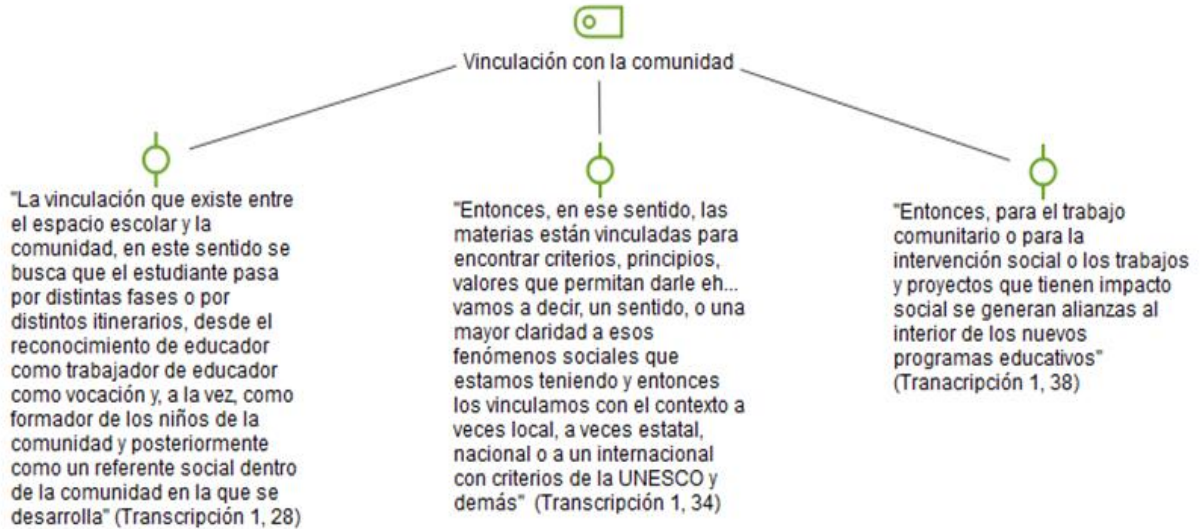 Vinculación con la comunidad
"La vinculación que existe entre
el espacio escolar y la
comunidad, en este sentido se
busca que el estudiante pasa
por distintas fases o por
distintos itinerarios, desde el
reconocimiento de educador
como trabajador de educador
como vocación y, a la vez, como
formador de los niños de la
comunidad y posteriormente
como un referente social dentro
de la comunidad en la que se
desarrolla" (Transcripción 1, 28)
"Entonces, en ese sentido, las
materias están vinculadas para
encontrar criterios, principios,
valores que permitan darle eh...
vamos a decir, un sentido, o una
mayor claridad a esos
fenómenos sociales que
estamos teniendo y entonces
los vinculamos con el contexto a
veces local, a veces estatal,
nacional o a un internacional
con criterios de la UNESCO y
demás" (Transcripción 1, 34)
"Entonces, para el trabajo
comunitario o para la
intervención social o los trabajos
y proyectos que tienen impacto
social se generan alianzas al
interior de los nuevos
programas educativos"
(Tranacripción 1, 38)